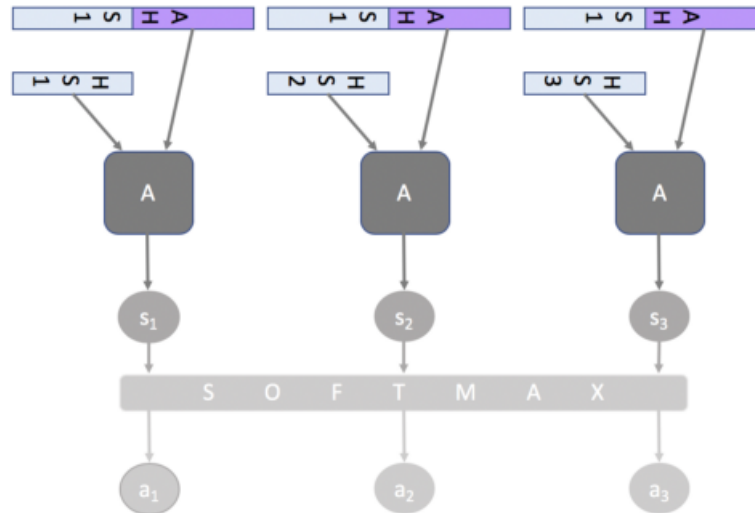 A H S 1
A H S 1
A H S 1
H S 1
H S 2
H S 3
A
A
A
s1
s2
s3
S O F T M A X
a1
a2
a3